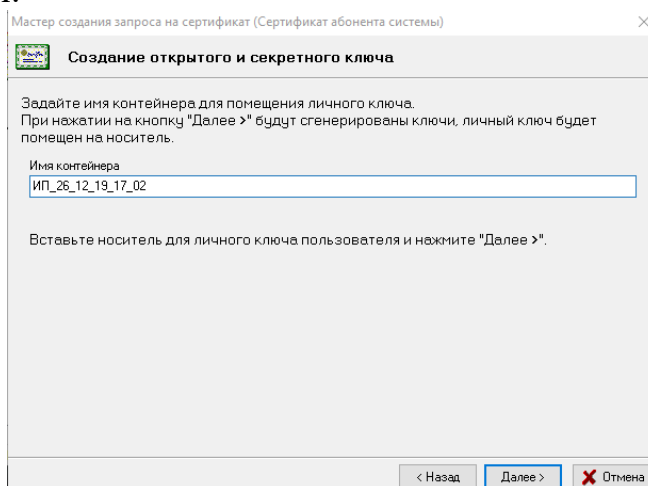 Мастер создания запроса на сертификат (Сертификат абонента системы)
Создание открытого и секретного ключа
Задайте имя контейнера для помещения личного ключа.
При нажатии на кнопку "Далее >" будут сгенерированы ключи, личный ключ будет
помещен на носитель.
Имя контейнера
ИП_26_12_19_17_02
Вставьте носитель для личного ключа пользователя и нажмите "Далее >".
< Назад Далее > Отмена